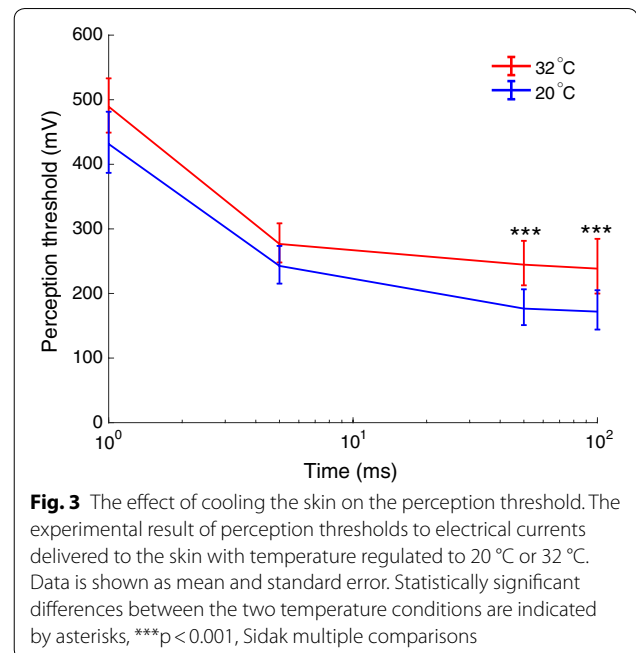 600
500
400
300
200
100
0
Perception threshold (mV)
32 °C
20 °C
*** ***
10⁰ 10¹ 10²
Time (ms)
Fig. 3 The effect of cooling the skin on the perception threshold. The
experimental result of perception thresholds to electrical currents
delivered to the skin with temperature regulated to 20 °C or 32 °C.
Data is shown as mean and standard error. Statistically significant
differences between the two temperature conditions are indicated
by asterisks, ***p < 0.001, Sidak multiple comparisons